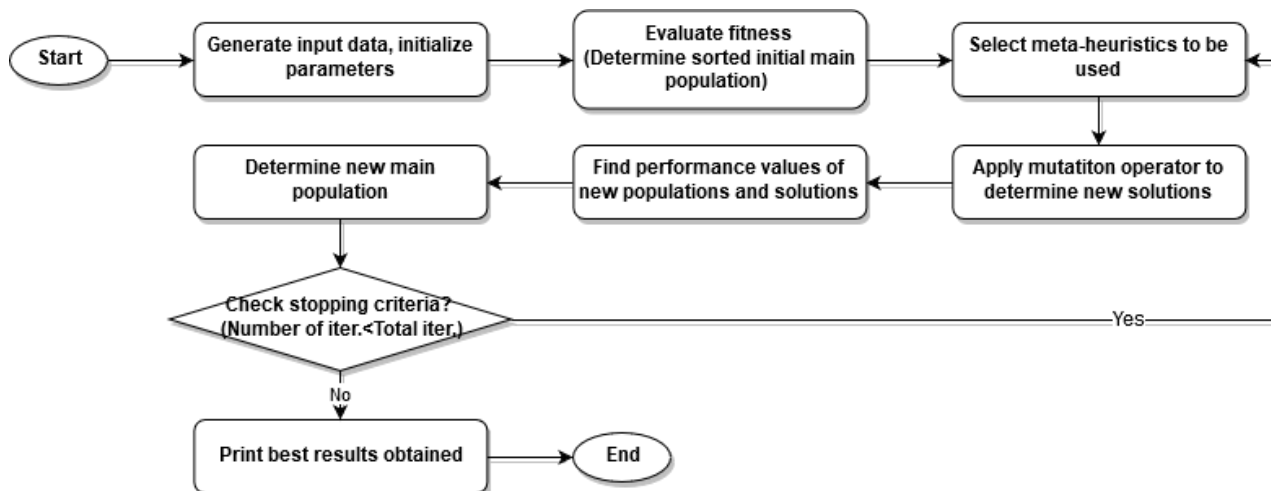 Start
Generate input data, initialize
parameters
Evaluate fitness
(Determine sorted initial main
population)
Select meta-heuristics to be
used
Apply mutatiton operator to
determine new solutions
Find performance values of
new populations and solutions
Determine new main
population
Check stopping criteria?
(Number of iter.<Total iter.)
Yes
No
Print best results obtained
End